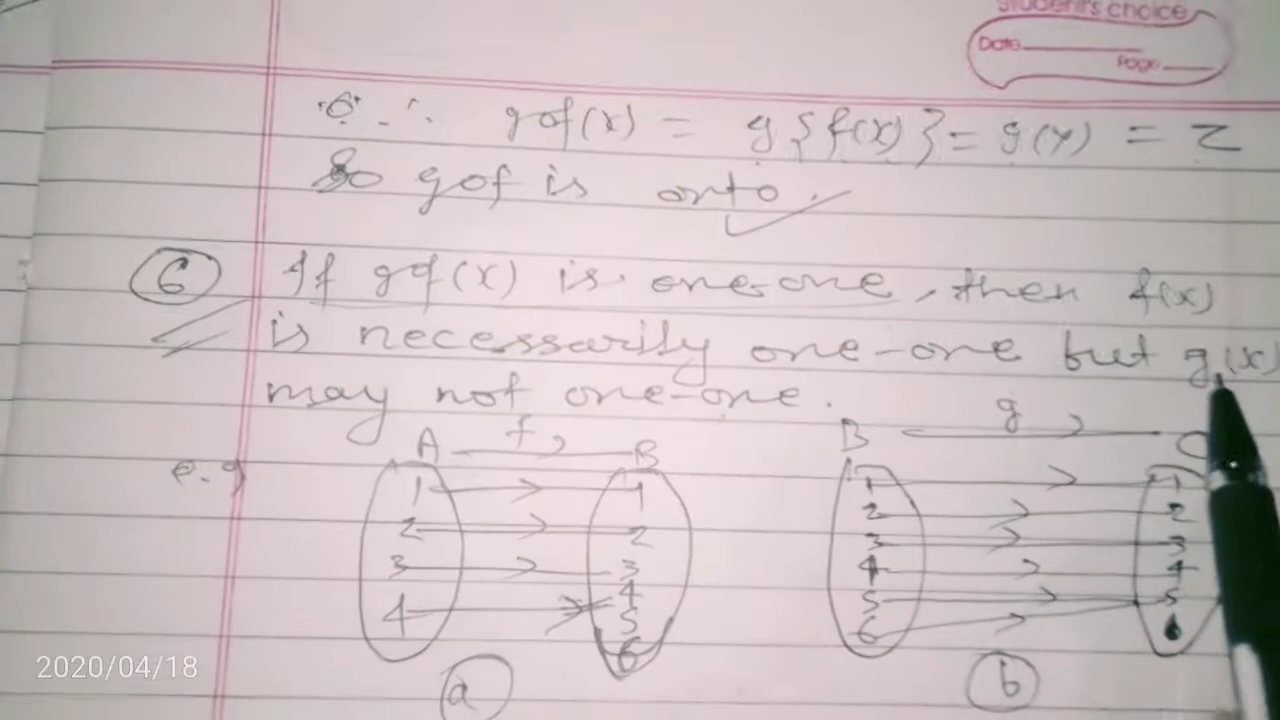 Student's choice
Date
Page
∴ gof(x) = g{f(x)} = g(y) = z
So gof is onto.
6 If gof(x) is one-one, then f(x)
is necessarily one-one but g(x)
may not one-one.
e.g A f B B g C
1 1 1 1
2 2 2 2
3 3 3 3
4 4 4 4
5 5 5
6 6 6
a b
2020/04/18